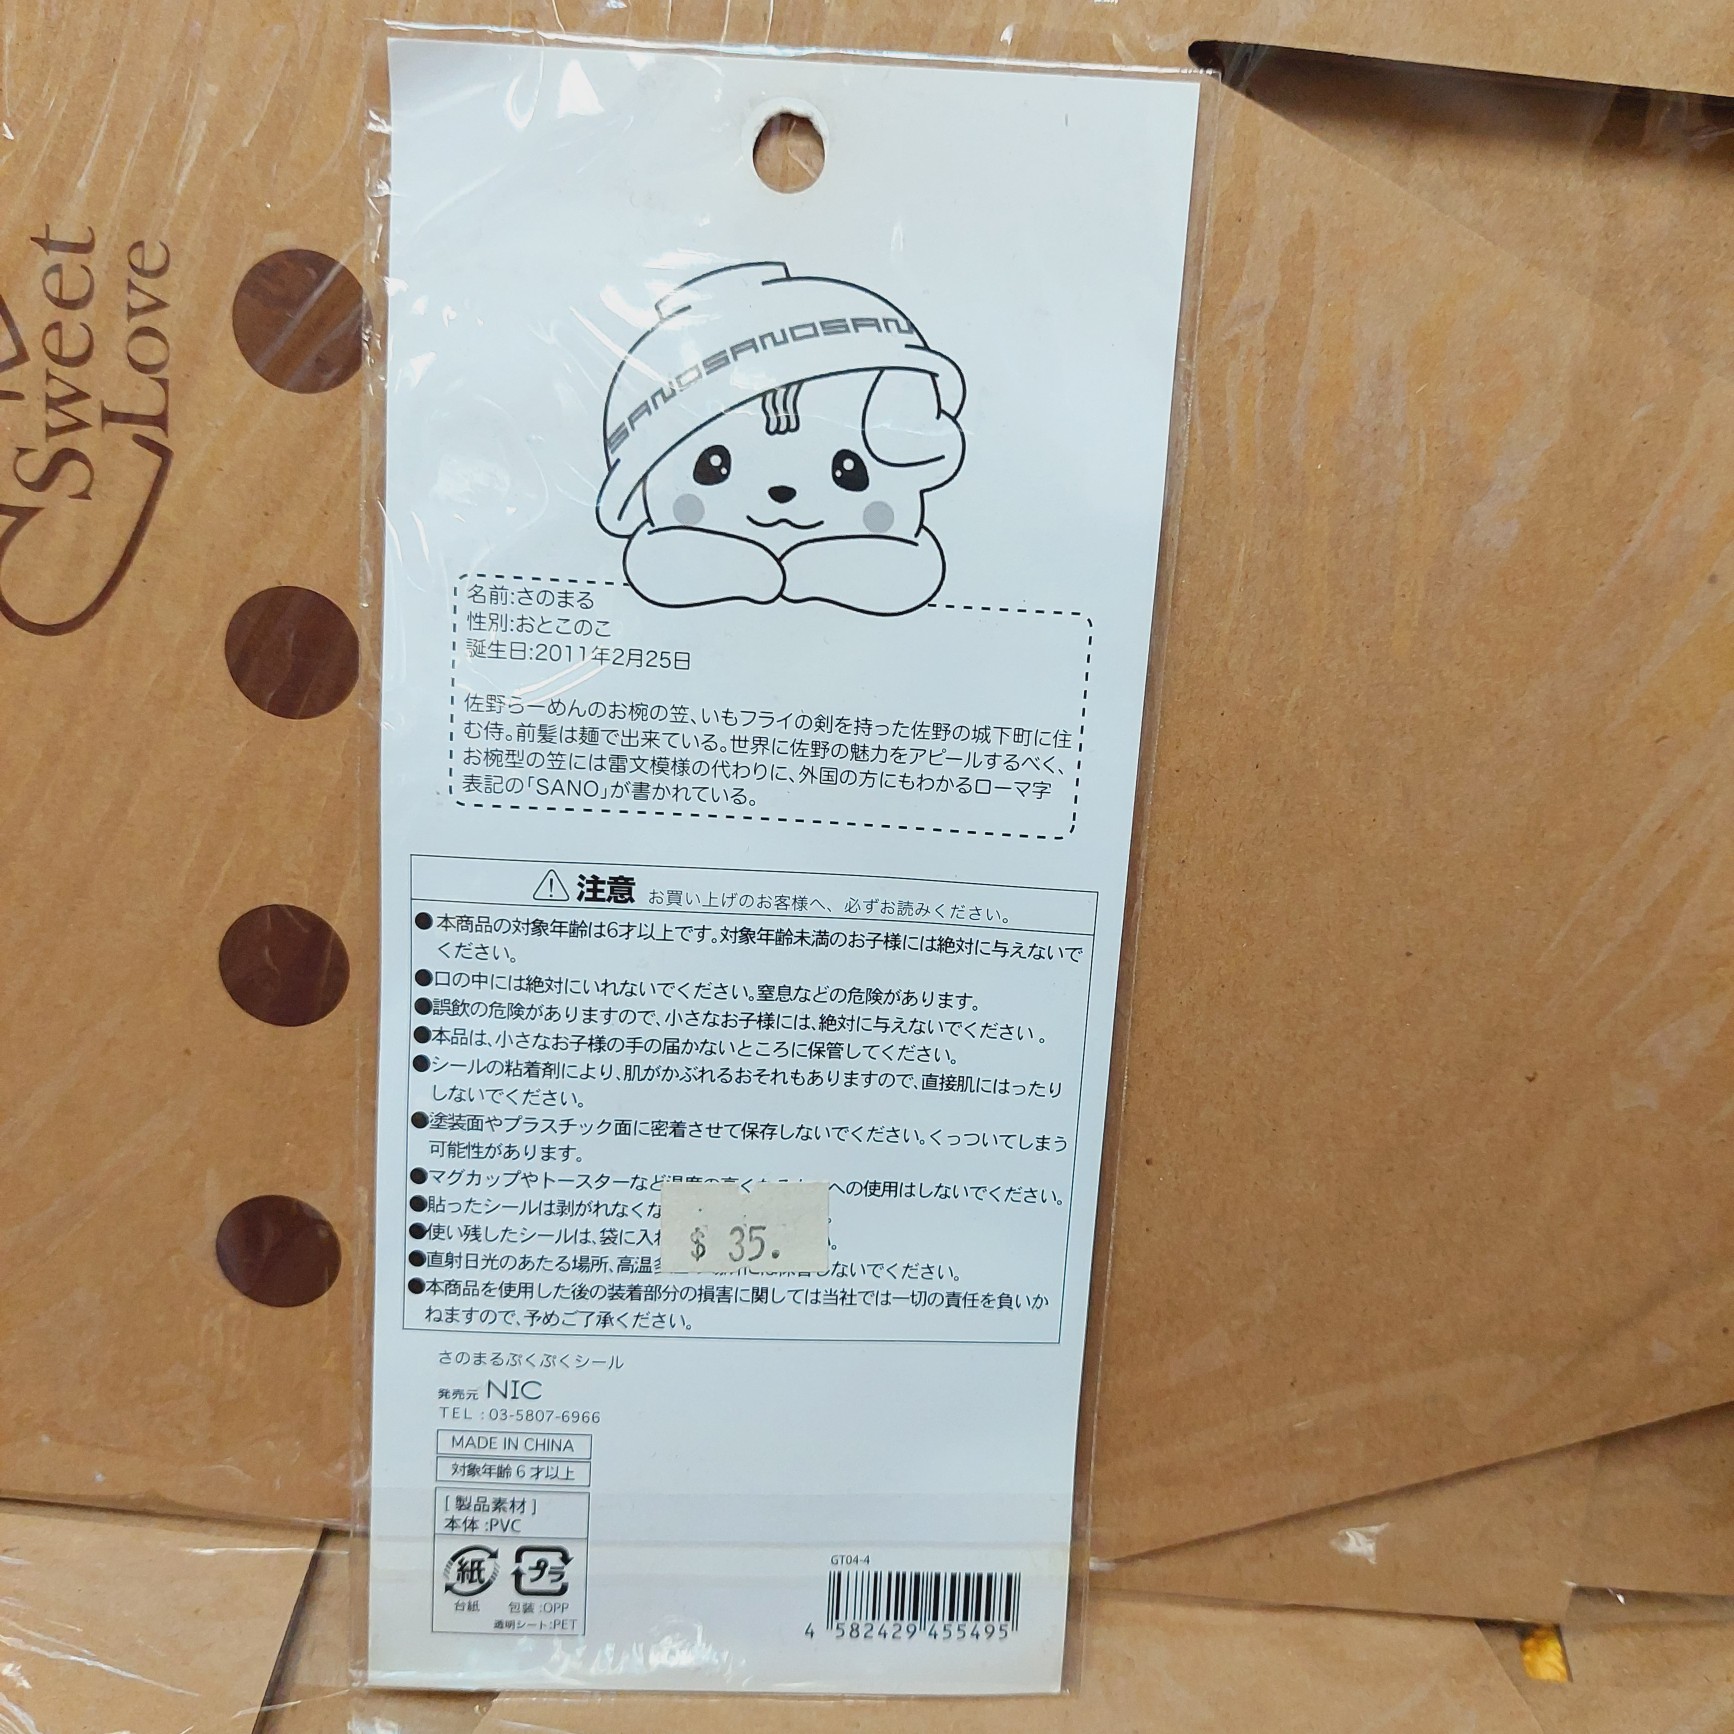 Sweet
Love
SANOSANOSAN
名前:さのまる
性別:おとこのこ
誕生日:2011年2月25日
佐野らーめんのお椀の笠、いもフライの剣を持った佐野の城下町に住
む侍。前髪は麺で出来ている。世界に佐野の魅力をアピールするべく、
お椀型の笠には雷文模様の代わりに、外国の方にもわかるローマ字
表記の「SANO」が書かれている。
注意 お買い上げのお客様へ、必ずお読みください。
●本商品の対象年齢は6才以上です。対象年齢未満のお子様には絶対に与えないで
ください。
●口の中には絶対にいれないでください。窒息などの危険があります。
●誤飲の危険がありますので、小さなお子様には、絶対に与えないでください。
●本品は、小さなお子様の手の届かないところに保管してください。
●シールの粘着剤により、肌がかぶれるおそれもありますので、直接肌にはったり
しないでください。
●塗装面やプラスチック面に密着させて保存しないでください。くっついてしまう
可能性があります。
●マグカップやトースターなど への使用はしないでください。
●貼ったシールは剥がれなくな
●使い残したシールは、袋に入
●直射日光のあたる場所、高温 しないでください。
$ 35.
●本商品を使用した後の装着部分の損害に関しては当社では一切の責任を負いか
ねますので、予めご了承ください。
さのまるぷくぷくシール
発売元 NIC
TEL:03-5807-6966
MADE IN CHINA
対象年齢6才以上
[製品素材]
本体:PVC
紙 プラ
台紙 包装:OPP
透明シート:PET
GT04-4
4 582429 455495